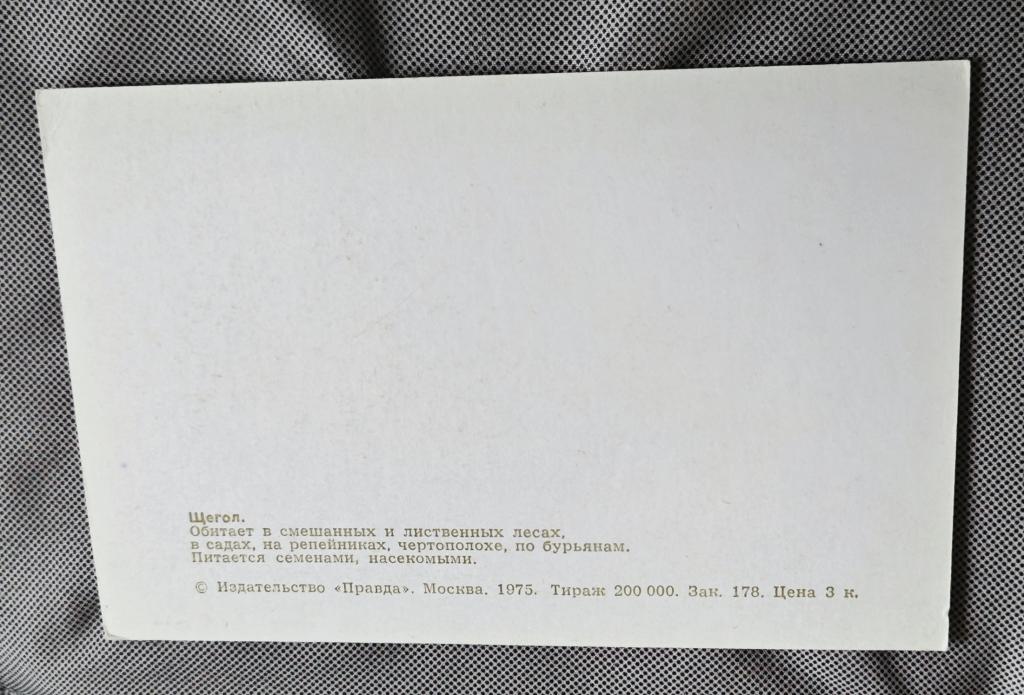 Щегол.
Обитает в смешанных и лиственных лесах,
в садах, на репейниках, чертополохе, по бурьянам.
Питается семенами, насекомыми.
© Издательство «Правда». Москва. 1975. Тираж 200 000. Зак. 178. Цена 3 к.